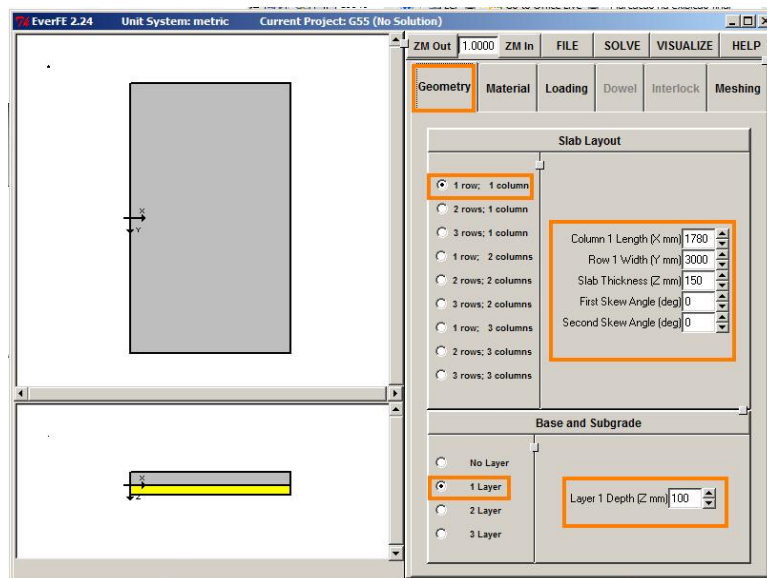 EverFE 2.24 Unit System: metric Current Project: G55 (No Solution)
ZM Out 1.0000 ZM In FILE SOLVE VISUALIZE HELP
Geometry Material Loading Dowel Interlock Meshing
Slab Layout
1 row; 1 column
2 rows; 1 column
3 rows; 1 column
1 row; 2 columns
2 rows; 2 columns
3 rows; 2 columns
1 row; 3 columns
2 rows; 3 columns
3 rows; 3 columns
Column 1 Length (X mm) 1780
Row 1 Width (Y mm) 3000
Slab Thickness (Z mm) 150
First Skew Angle (deg) 0
Second Skew Angle (deg) 0
X
Y
Base and Subgrade
No Layer
1 Layer
2 Layer
3 Layer
Layer 1 Depth (Z mm) 100
X
Z